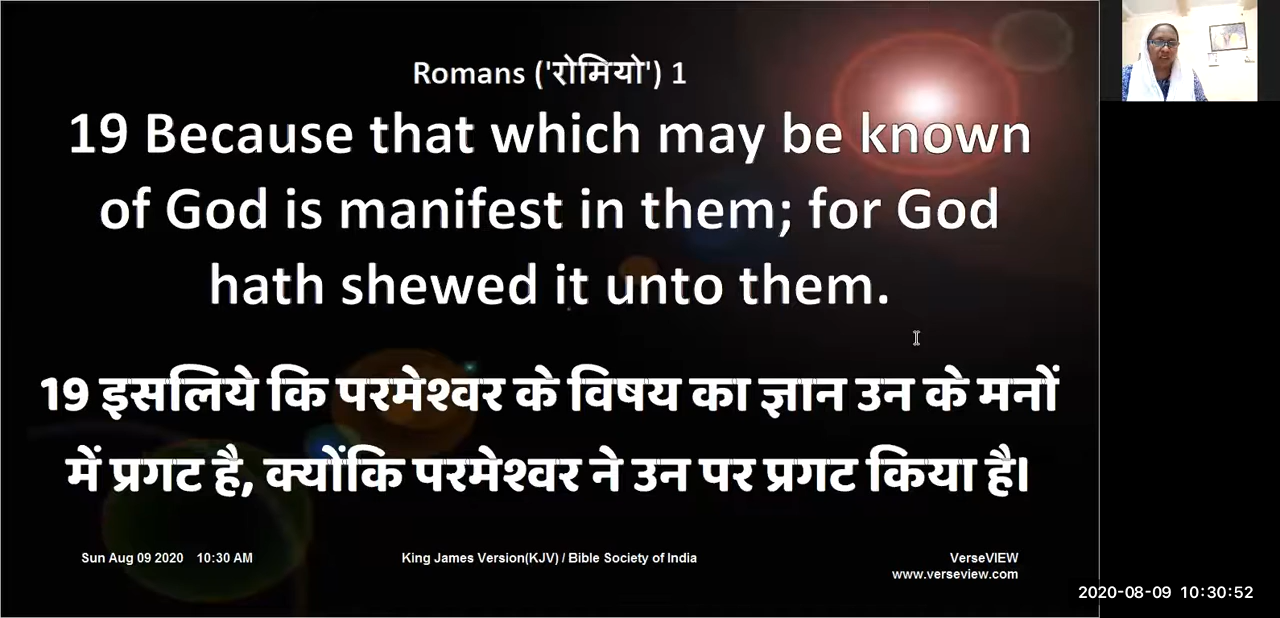 Romans ('रोमियो') 1
19 Because that which may be known
of God is manifest in them; for God
hath shewed it unto them.
19 इसलिये कि परमेश्वर के विषय का ज्ञान उन के मनों
में प्रगट है, क्योंकि परमेश्वर ने उन पर प्रगट किया है।
Sun Aug 09 2020 10:30 AM
King James Version(KJV) / Bible Society of India
VerseVIEW
www.verseview.com
2020-08-09 10:30:52